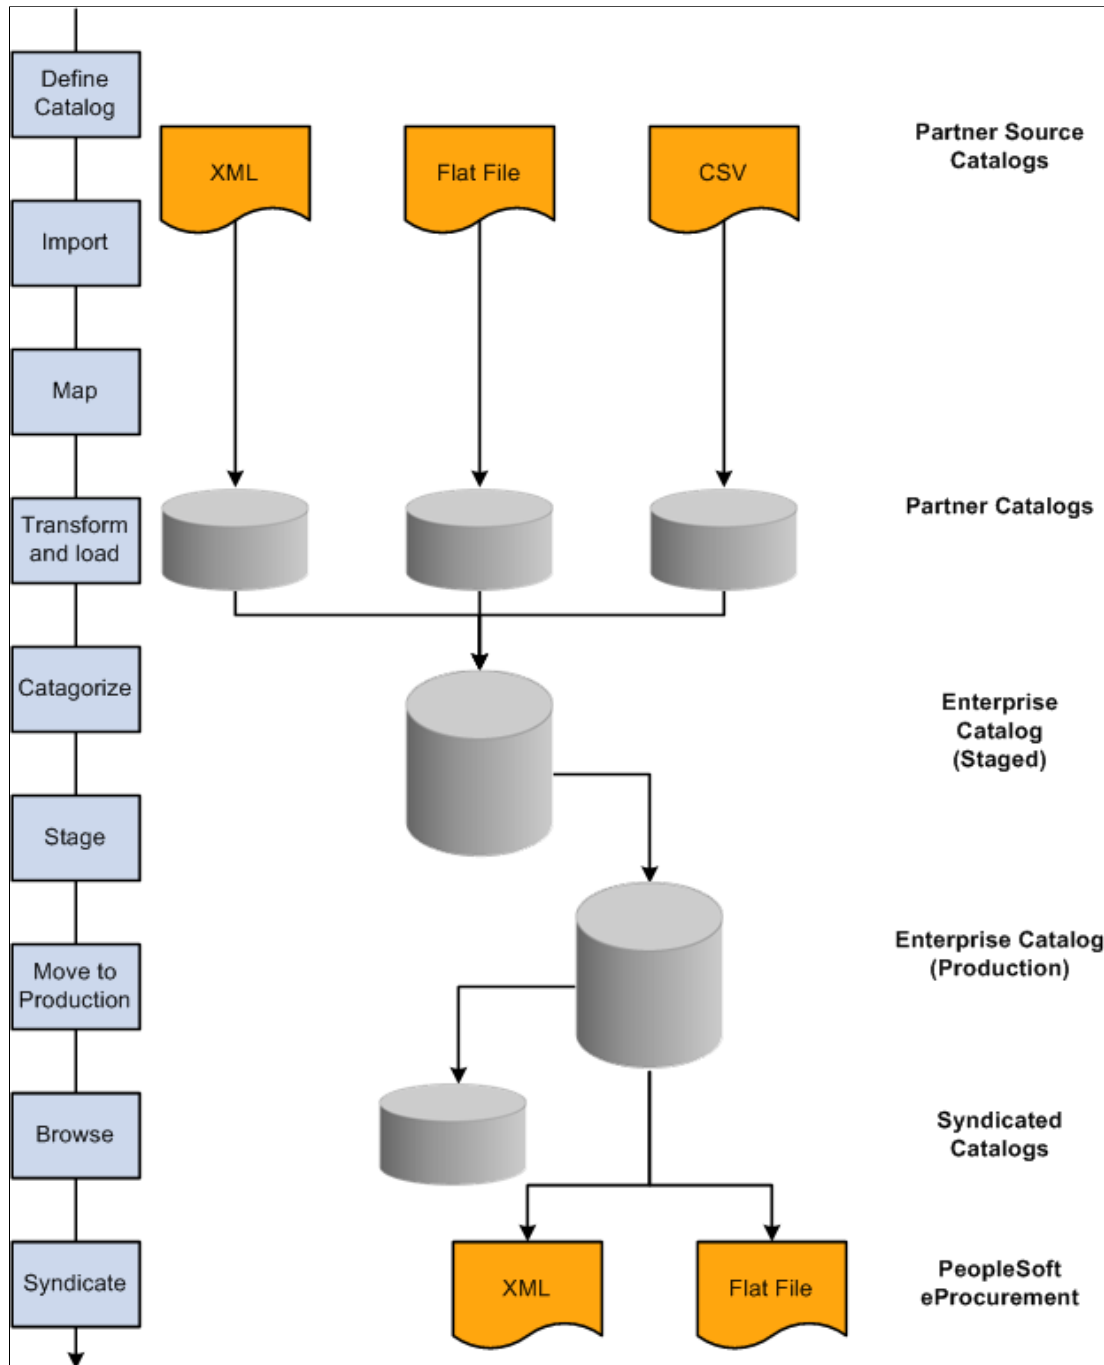 Define
Catalog
Import
Map
Transform
and load
Catagorize
Stage
Move to
Production
Browse
Syndicate
XML
Flat File
CSV
Partner Source
Catalogs
Partner Catalogs
Enterprise
Catalog
(Staged)
Enterprise Catalog
(Production)
Syndicated
Catalogs
XML
Flat File
PeopleSoft
eProcurement